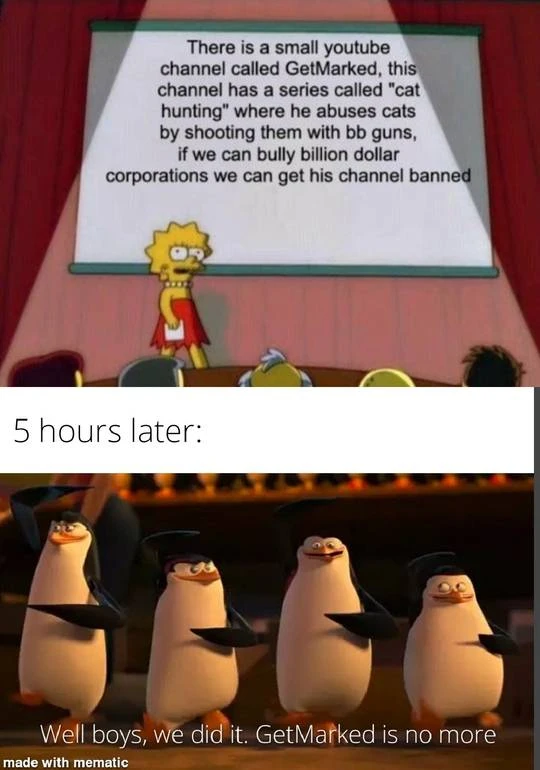 There is a small youtube
channel called GetMarked, this
channel has a series called "cat
hunting" where he abuses cats
by shooting them with bb guns,
if we can bully billion dollar
corporations we can get his channel banned
5 hours later:
Well boys, we did it. GetMarked is no more
made with mematic